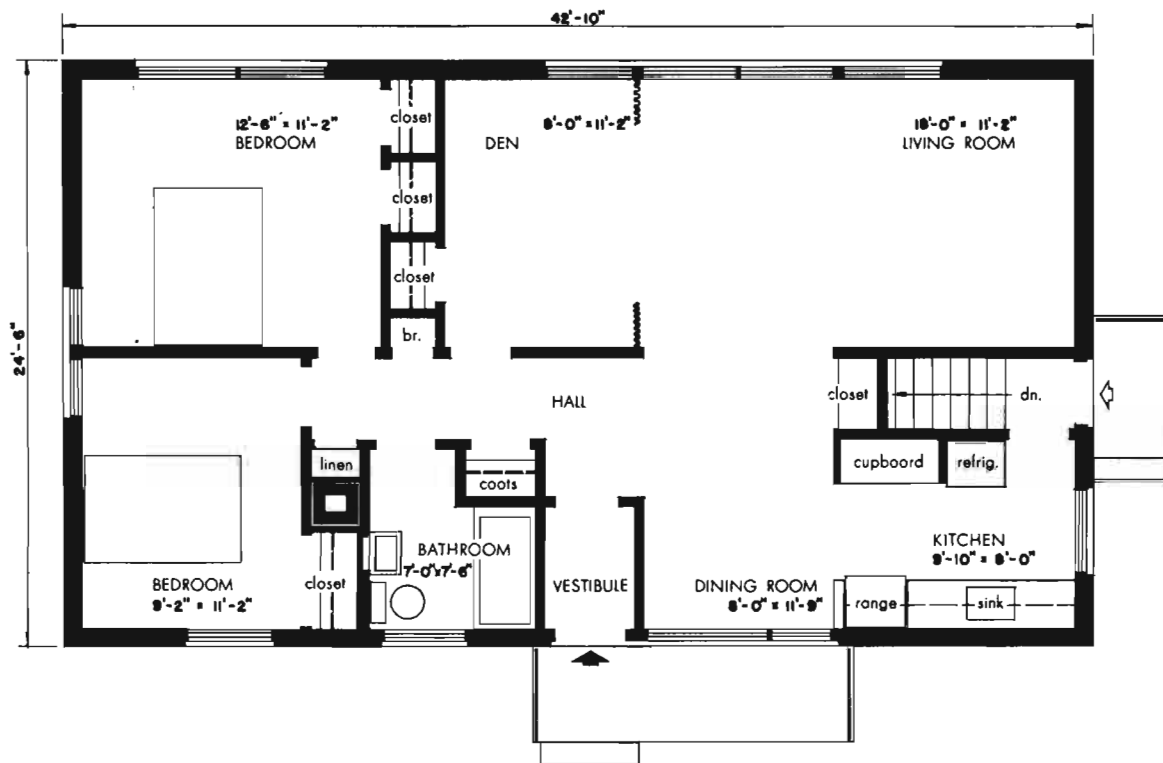 42'-10"
12'-6" × 11'-2"
BEDROOM
closet
DEN
8'-0" × 11'-2"
18'-0" × 11'-2"
LIVING ROOM
closet
closet
br.
24'-6"
HALL
closet
dn.
linen
coats
cupboard
refrig.
BATHROOM
7'-0" × 7'-6"
KITCHEN
9'-10" × 8'-0"
BEDROOM
9'-2" × 11'-2"
closet
VESTIBULE
DINING ROOM
8'-0" × 11'-9"
range
sink